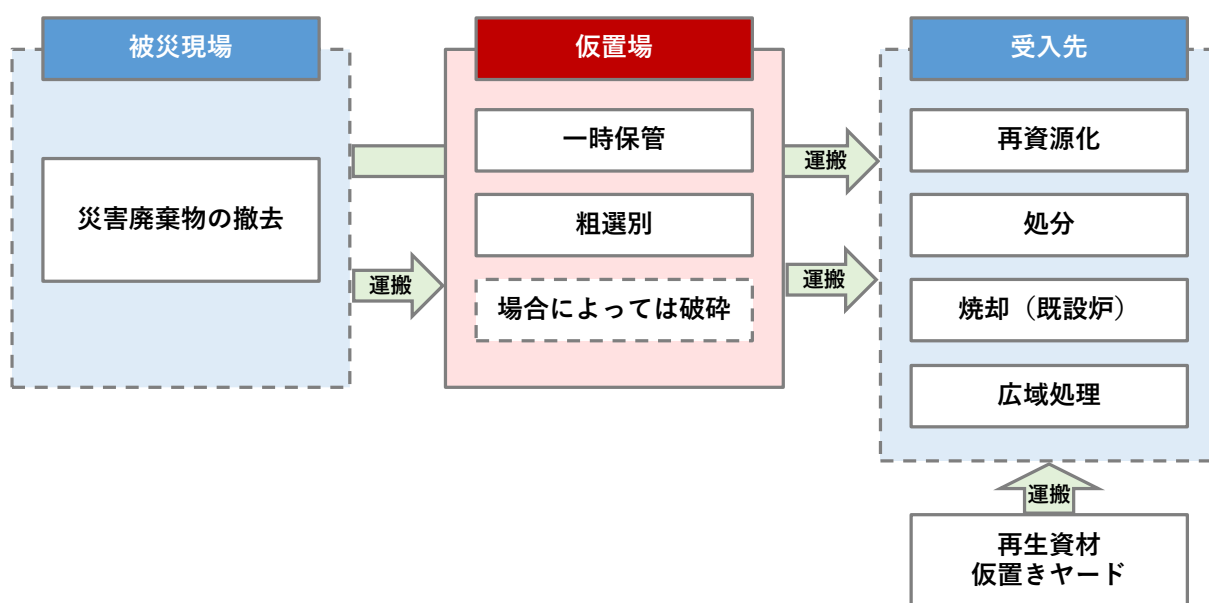 被災現場
災害廃棄物の撤去
運搬
仮置場
一時保管
粗選別
場合によっては破砕
運搬
運搬
受入先
再資源化
処分
焼却（既設炉）
広域処理
運搬
再生資材
仮置きヤード